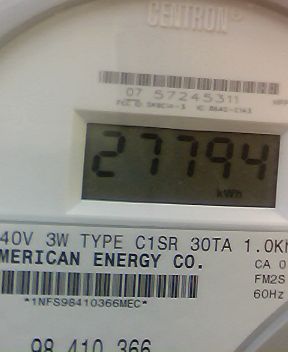 CENTRON®
07 57245311
27794
kWh
40V 3W TYPE C1SR 30TA 1.0K
MERICAN ENERGY CO.
CA 0
FM2S
60Hz
*1NFS98410366MEC*
98 410 366